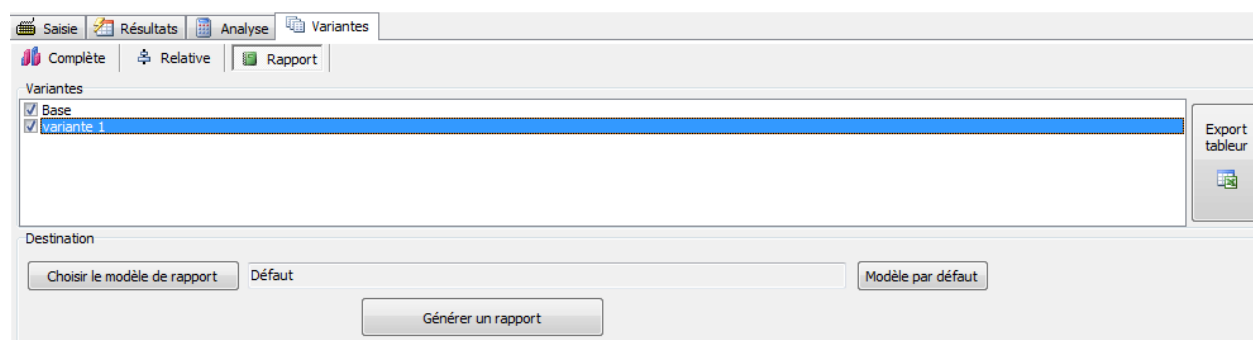 Saisie Résultats Analyse Variantes
Complète Relative Rapport
Variantes
Base
variante 1
Export
tableur
Destination
Choisir le modèle de rapport Défaut Modèle par défaut
Générer un rapport